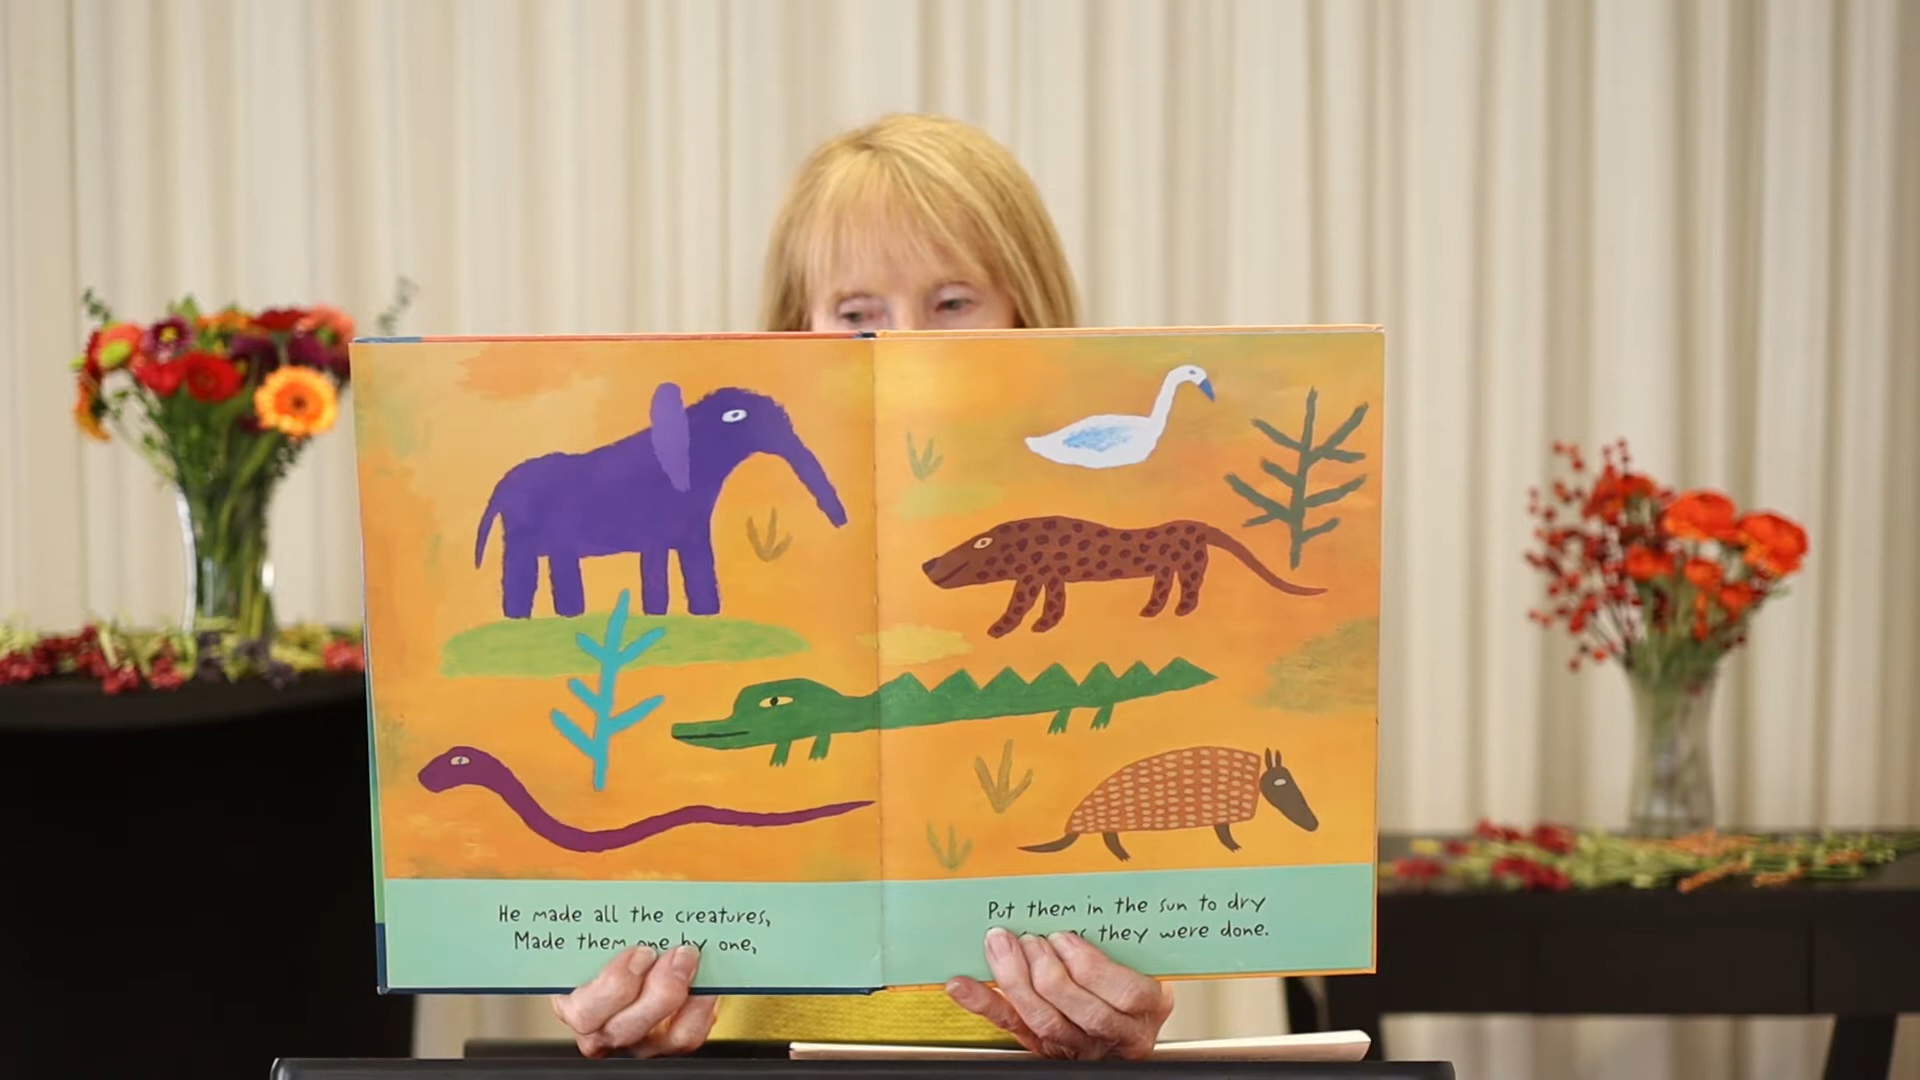 He made all the creatures,
Made them one by one,
Put them in the sun to dry
they were done.